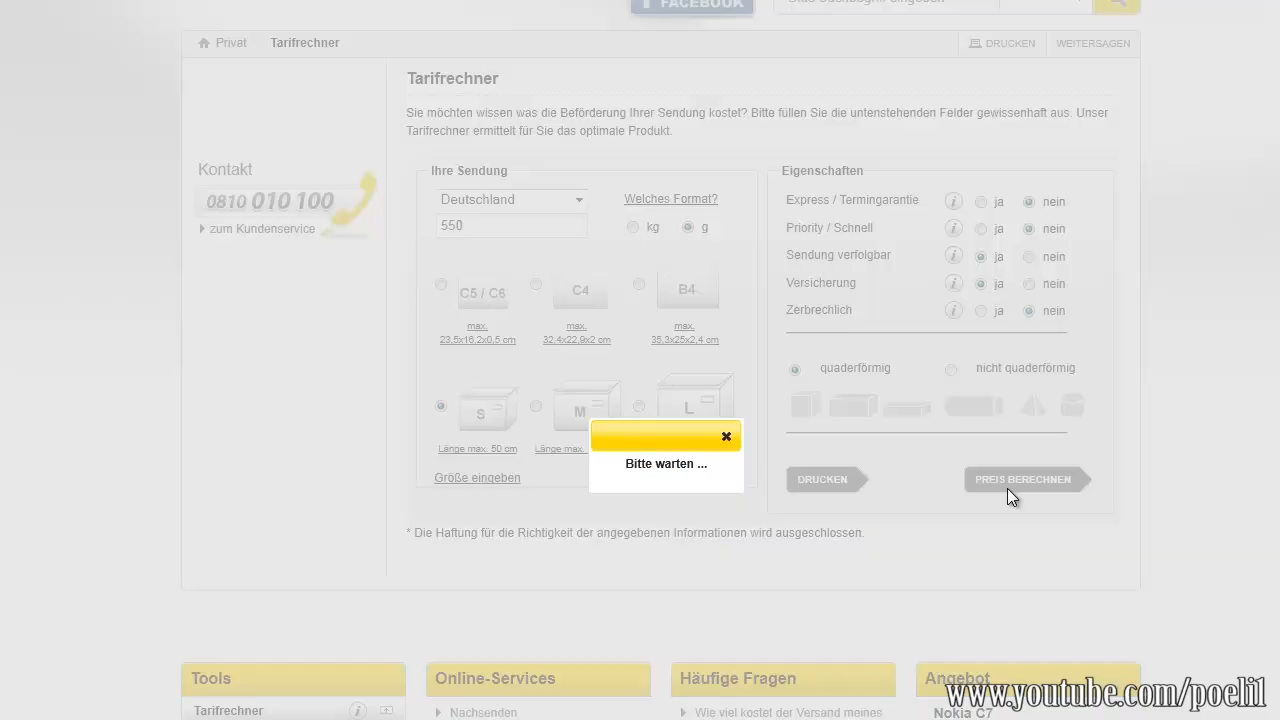 FACEBOOK
Privat
Tarifrechner
DRUCKEN
WEITERSAGEN
Tarifrechner
Sie möchten wissen was die Beförderung Ihrer Sendung kostet? Bitte füllen Sie die untenstehenden Felder gewissenhaft aus. Unser
Tarifrechner ermittelt für Sie das optimale Produkt.
Kontakt
0810 010 100
zum Kundenservice
Ihre Sendung
Deutschland
Welches Format?
550
kg
g
C5 / C6
C4
B4
max.
23,5x16,2x0,5 cm
max.
32,4x22,9x2 cm
max.
35,3x25x2,4 cm
S
M
L
Länge max. 50 cm
Länge max.
Größe eingeben
Eigenschaften
Express / Termingarantie
ja
nein
Priority / Schnell
ja
nein
Sendung verfolgbar
ja
nein
Versicherung
ja
nein
Zerbrechlich
ja
nein
quaderförmig
nicht quaderförmig
DRUCKEN
PREIS BERECHNEN
Bitte warten ...
* Die Haftung für die Richtigkeit der angegebenen Informationen wird ausgeschlossen.
Tools
Online-Services
Häufige Fragen
Angebot
Tarifrechner
Nachsenden
Wie viel kostet der Versand meines
Nokia C7
www.youtube.com/poelil